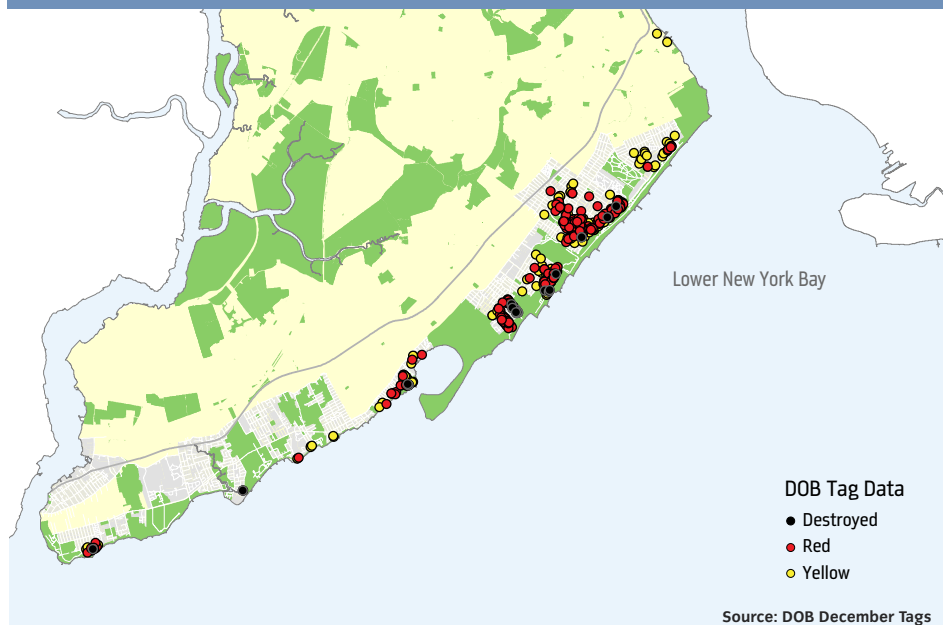 Lower New York Bay
DOB Tag Data
Destroyed
Red
Yellow
Source: DOB December Tags